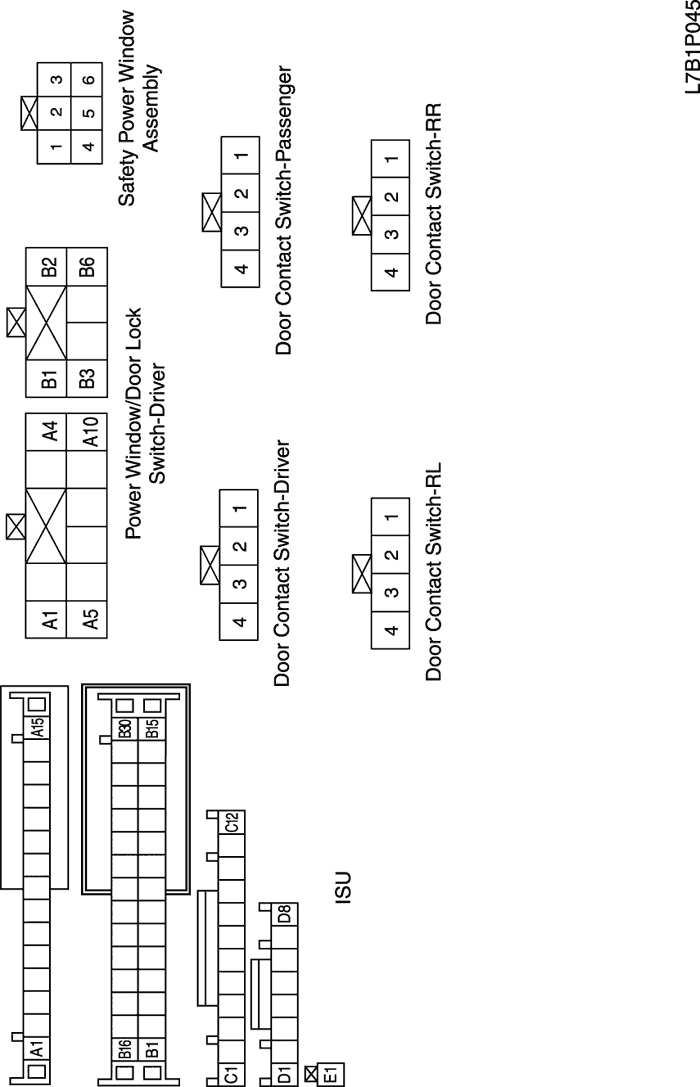 A1
A15
B16
B30
B1
B15
C1
C12
D1
D8
E1
ISU
A1
A4
A5
A10
B1
B2
B3
B6
Power Window/Door Lock
Switch-Driver
1
2
3
4
5
6
Safety Power Window
Assembly
4
3
2
1
Door Contact Switch-Driver
4
3
2
1
Door Contact Switch-Passenger
4
3
2
1
Door Contact Switch-RL
4
3
2
1
Door Contact Switch-RR
L7B1P045